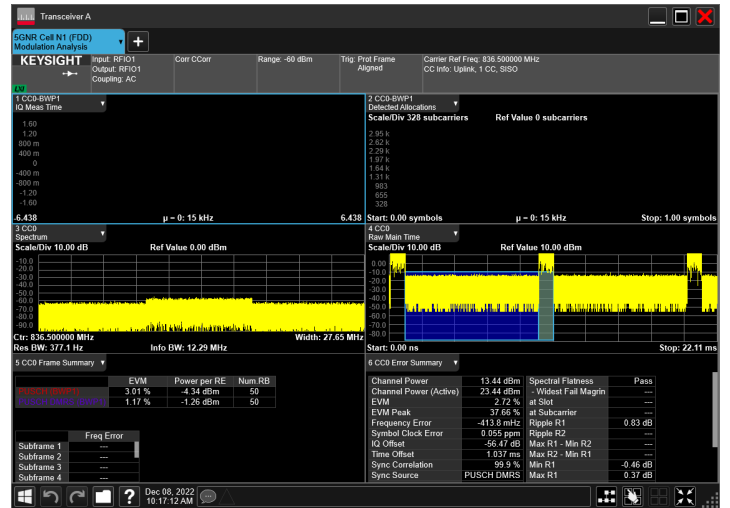 Transceiver A
5GNR Cell N1 (FDD)
Modulation Analysis
KEYSIGHT
LXI
Input: RFIO1
Output: RFIO1
Coupling: AC
Corr CCorr
Range: -60 dBm
Trig: Prot Frame
Aligned
Carrier Ref Freq: 836.500000 MHz
CC Info: Uplink, 1 CC, SISO
1 CC0-BWP1
IQ Meas Time
1.60
1.20
800 m
400 m
0
-400 m
-800 m
-1.20
-1.60
-6.438
μ = 0: 15 kHz
6.438
2 CC0-BWP1
Detected Allocations
Scale/Div 328 subcarriers
Ref Value 0 subcarriers
2.95 k
2.62 k
2.29 k
1.97 k
1.64 k
1.31 k
983
655
328
Start: 0.00 symbols
μ = 0: 15 kHz
Stop: 1.00 symbols
3 CC0
Spectrum
Scale/Div 10.00 dB
Ref Value 0.00 dBm
-10.0
-20.0
-30.0
-40.0
-50.0
-60.0
-70.0
-80.0
-90.0
Ctr: 836.500000 MHz
Width: 27.65 MHz
Res BW: 377.1 Hz
Info BW: 12.29 MHz
4 CC0
Raw Main Time
Scale/Div 10.00 dB
Ref Value 10.00 dBm
0.00
-10.0
-20.0
-30.0
-40.0
-50.0
-60.0
-70.0
-80.0
Start: 0.00 ns
Stop: 22.11 ms
5 CC0 Frame Summary
EVM Power per RE Num.RB
3.01 % -4.34 dBm 50
1.17 % -1.26 dBm 50
Freq Error
Subframe 1 ---
Subframe 2 ---
Subframe 3 ---
Subframe 4 ---
6 CC0 Error Summary
Channel Power 13.44 dBm Spectral Flatness Pass
Channel Power (Active) 23.44 dBm - Widest Fail Magrin ---
EVM 2.72 % at Slot ---
EVM Peak 37.66 % at Subcarrier ---
Frequency Error -413.8 mHz Ripple R1 0.83 dB
Symbol Clock Error 0.055 ppm Ripple R2 ---
IQ Offset -56.47 dB Max R1 - Min R2 ---
Time Offset 1.037 ms Max R2 - Min R1 ---
Sync Correlation 99.9 % Min R1 -0.46 dB
Sync Source PUSCH DMRS Max R1 0.37 dB
Dec 08, 2022
10:17:12 AM